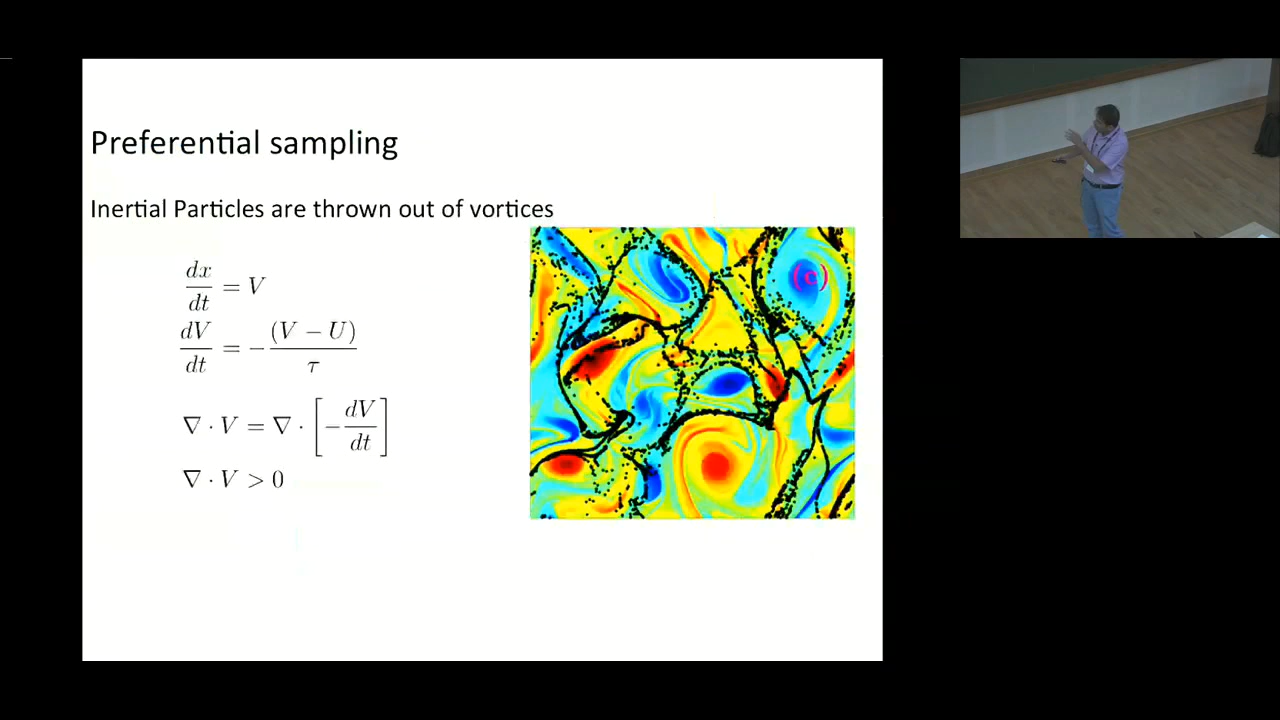 Preferential sampling
Inertial Particles are thrown out of vortices
dx/dt = V
dV/dt = -(V - U)/τ
∇ · V = ∇ · [-dV/dt]
∇ · V > 0
(c)